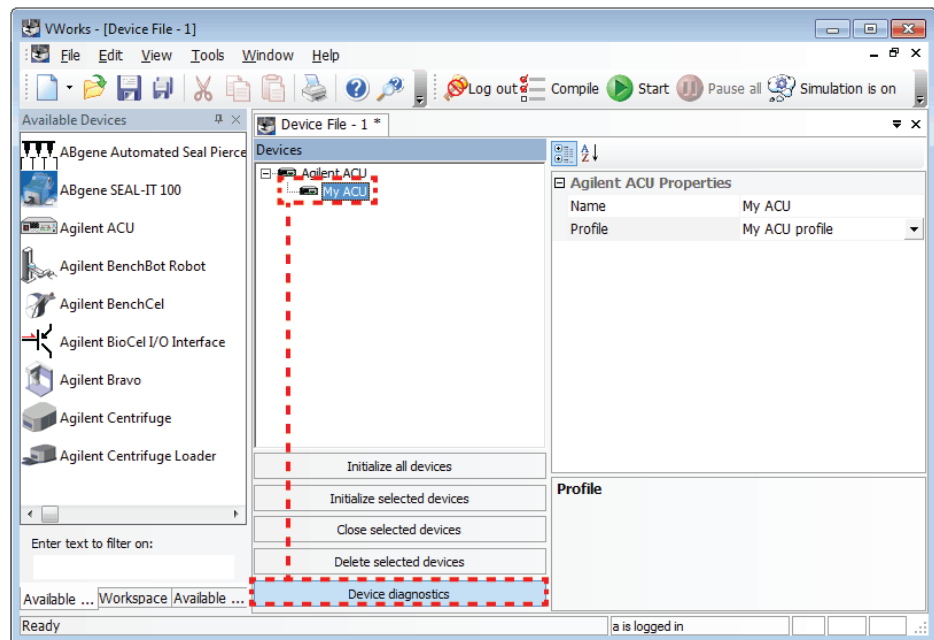 VWorks - [Device File - 1]
File Edit View Tools Window Help
Log out Compile Start Pause all Simulation is on
Available Devices
Device File - 1 *
ABgene Automated Seal Pierce
ABgene SEAL-IT 100
Agilent ACU
Agilent BenchBot Robot
Agilent BenchCel
Agilent BioCel I/O Interface
Agilent Bravo
Agilent Centrifuge
Agilent Centrifuge Loader
Enter text to filter on:
Available ... Workspace Available ...
Devices
Agilent ACU
My ACU
Initialize all devices
Initialize selected devices
Close selected devices
Delete selected devices
Device diagnostics
Agilent ACU Properties
Name My ACU
Profile My ACU profile
Profile
Ready a is logged in